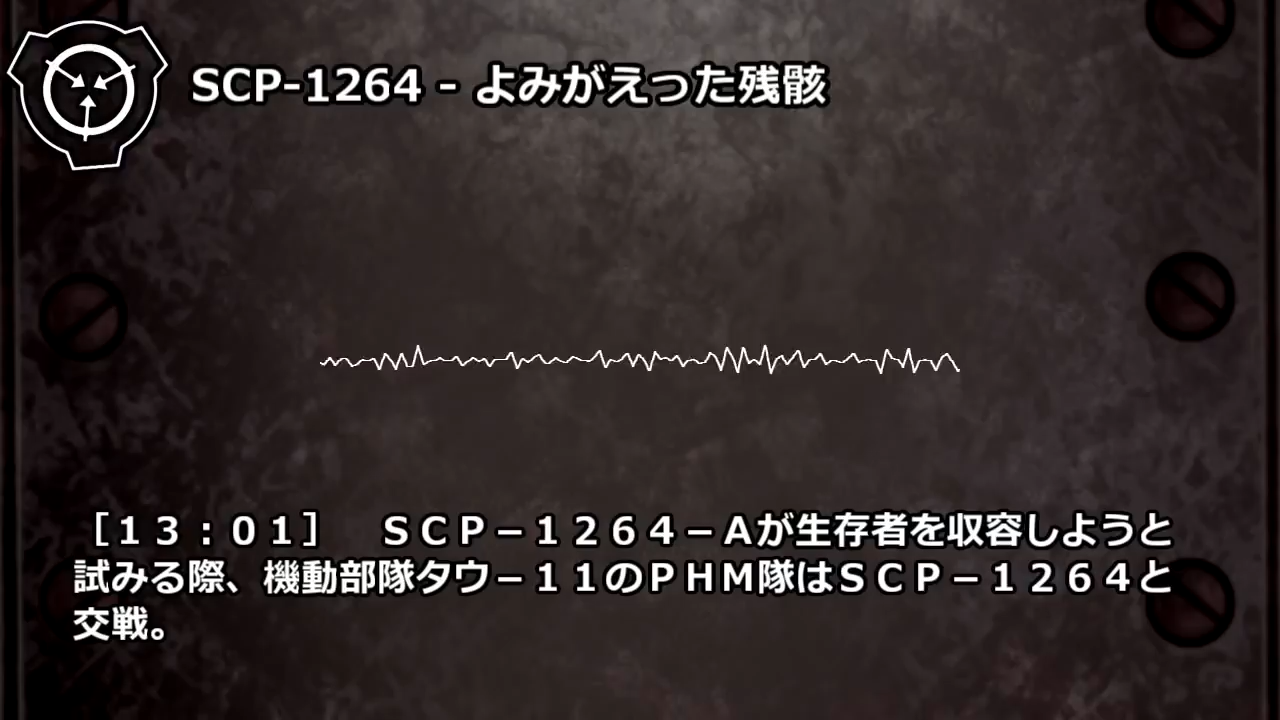 SCP-1264 - よみがえった残骸
［１３：０１］　ＳＣＰ－１２６４－Ａが生存者を収容しようと
試みる際、機動部隊タウ－１１のＰＨＭ隊はＳＣＰ－１２６４と
交戦。